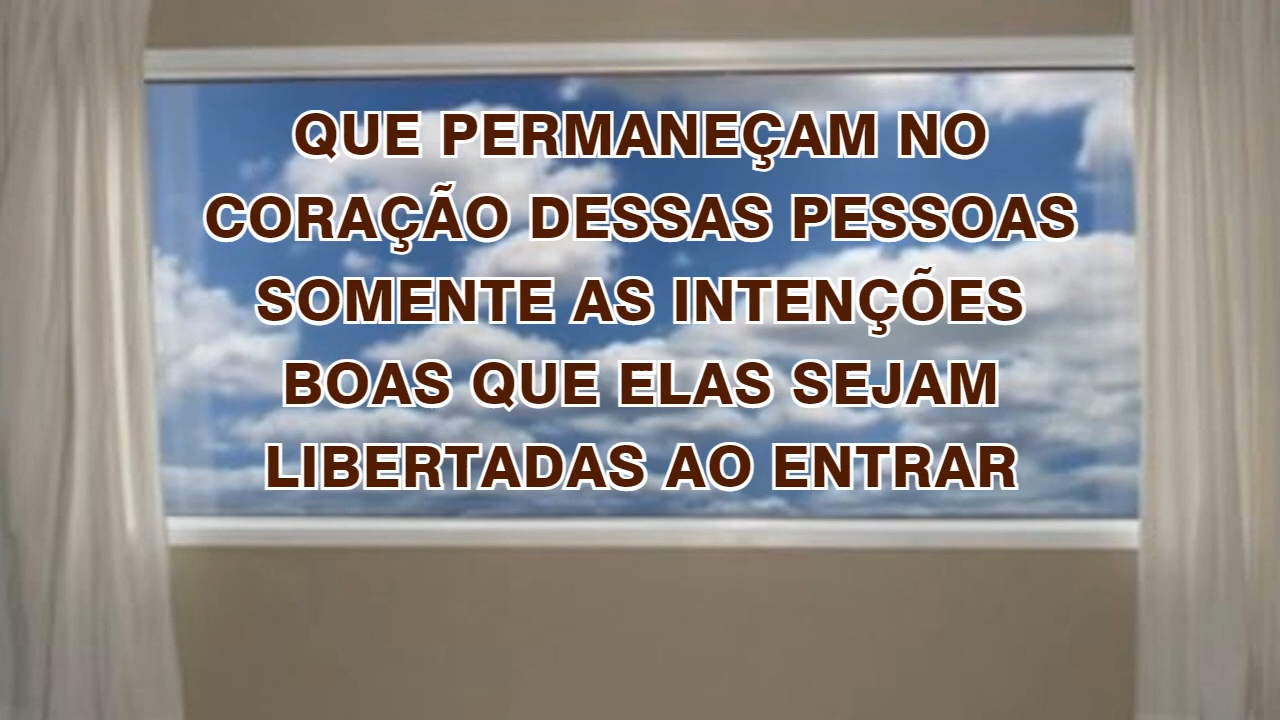 QUE PERMANEÇAM NO
CORAÇÃO DESSAS PESSOAS
SOMENTE AS INTENÇÕES
BOAS QUE ELAS SEJAM
LIBERTADAS AO ENTRAR